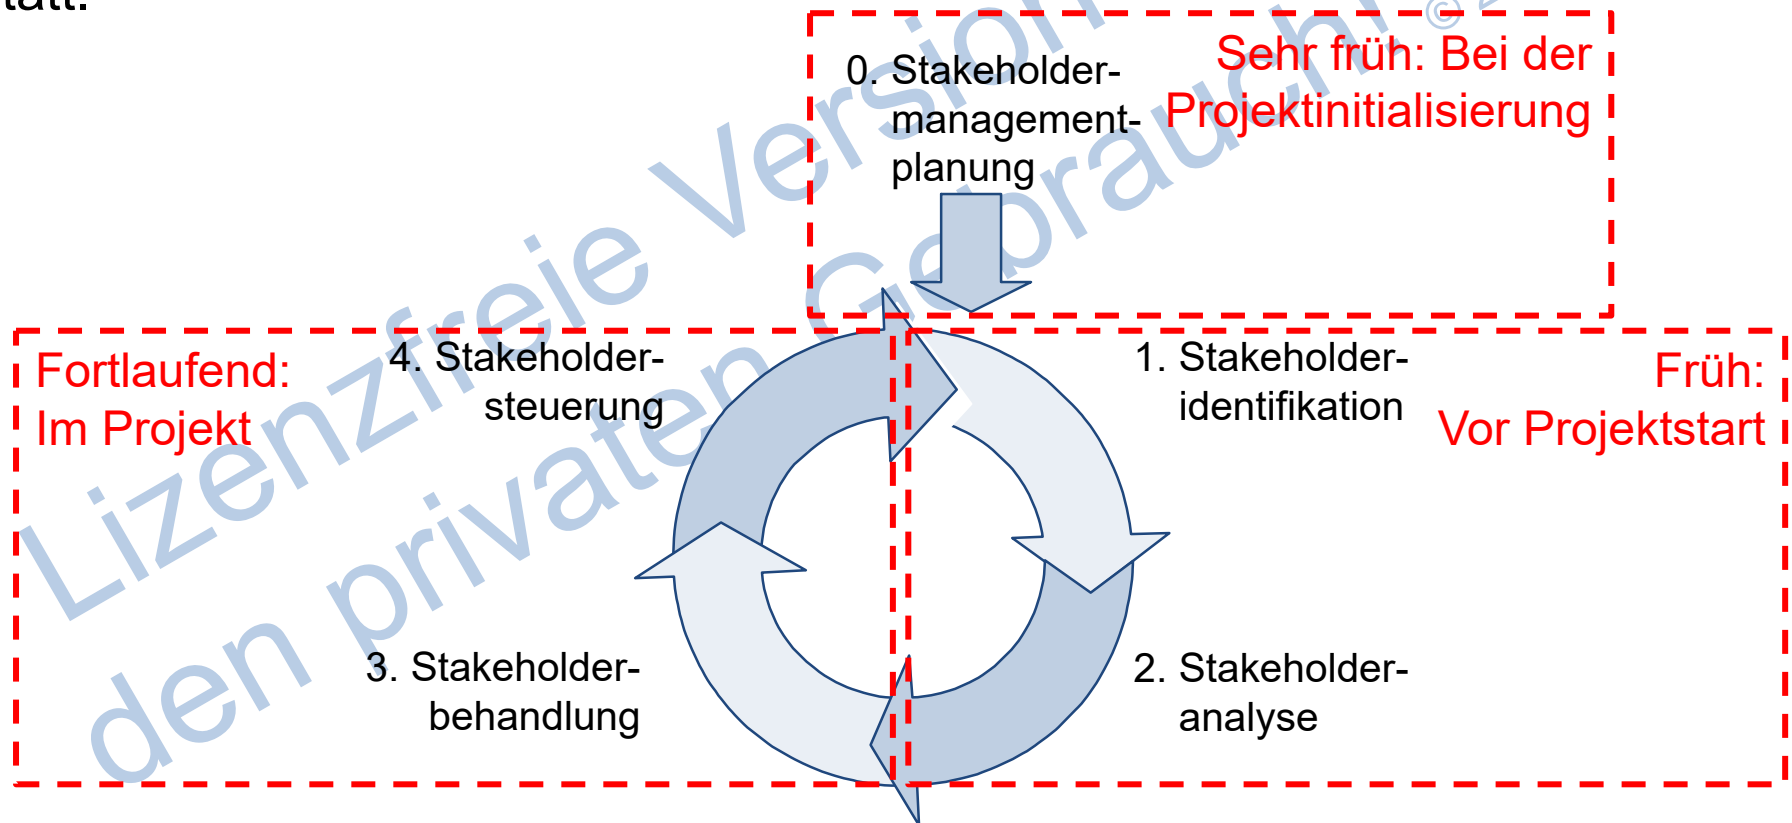 0. Stakeholder-
management-
planung
Sehr früh: Bei der
Projektinitialisierung
Fortlaufend:
Im Projekt
4. Stakeholder-
steuerung
1. Stakeholder-
identifikation
Früh:
Vor Projektstart
3. Stakeholder-
behandlung
2. Stakeholder-
analyse
Lizenzfreie Version
den privaten Gebrauch! ©